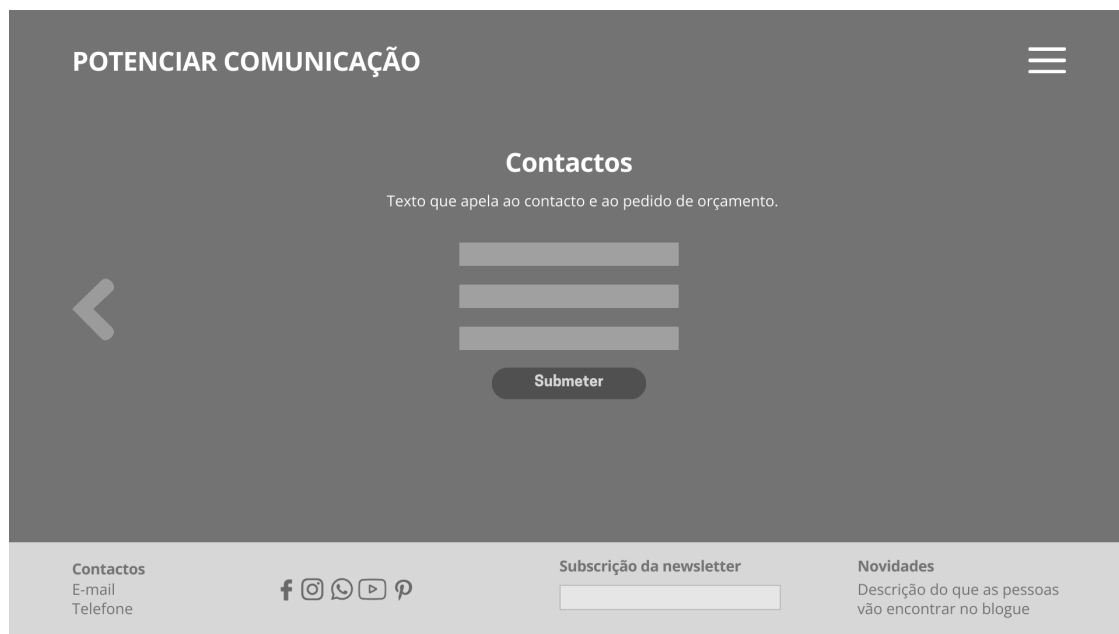 POTENCIAR COMUNICAÇÃO
Contactos
Texto que apela ao contacto e ao pedido de orçamento.
Submeter
Contactos
E-mail
Telefone
Subscrição da newsletter
Novidades
Descrição do que as pessoas
vão encontrar no blogue